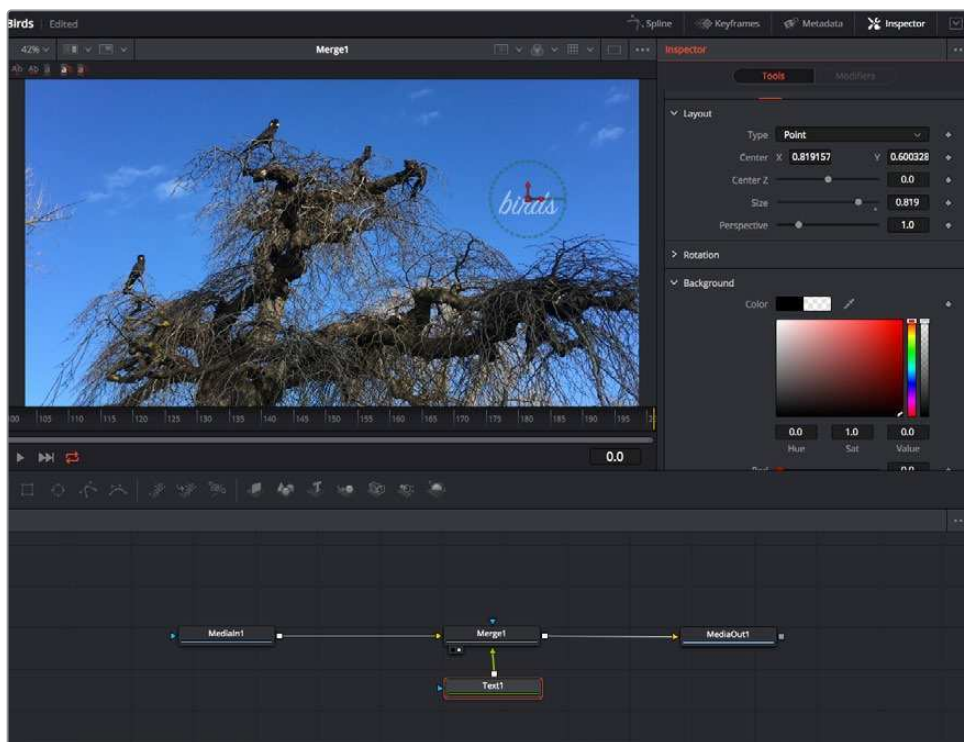 Birds Edited Spline Keyframes Metadata Inspector
42% Merge1 Inspector
Tools Modifiers
Layout
Type Point
Center X 0.819157 Y 0.600328
Center Z 0.0
Size 0.819
birds
Perspective 1.0
Rotation
Background
Color
105 110 115 120 125 130 135 140 145 150 155 160 165 170 175 180 185 190 195
0.0 1.0 0.0
Hue Sat Value
0.0
MediaIn1 Merge1 MediaOut1
Text1